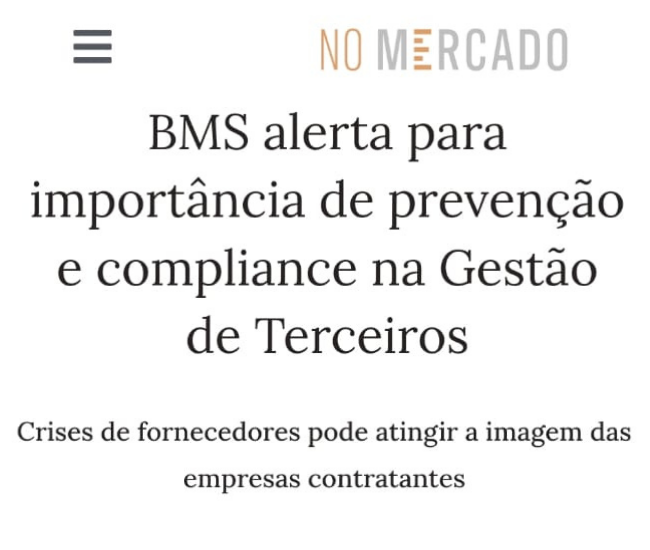 NO MERCADO
BMS alerta para
importância de prevenção
e compliance na Gestão
de Terceiros
Crises de fornecedores pode atingir a imagem das
empresas contratantes